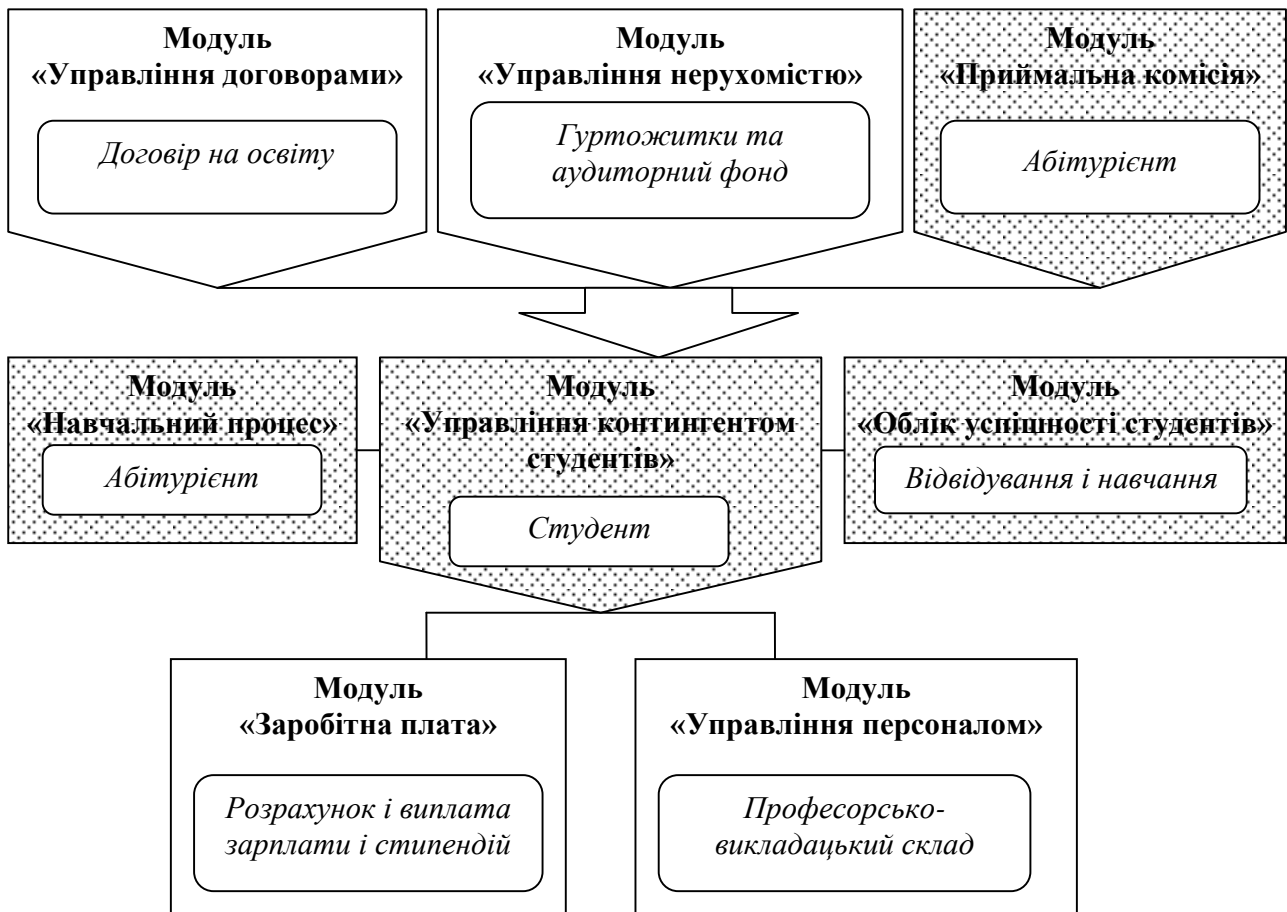 Модуль
«Управління договорами»
Договір на освіту
Модуль
«Управління нерухомістю»
Гуртожитки та
аудиторний фонд
Модуль
«Приймальна комісія»
Абітурієнт
Модуль
«Навчальний процес»
Абітурієнт
Модуль
«Управління контингентом
студентів»
Студент
Модуль
«Облік успішності студентів»
Відвідування і навчання
Модуль
«Заробітна плата»
Розрахунок і виплата
зарплати і стипендій
Модуль
«Управління персоналом»
Професорсько-
викладацький склад